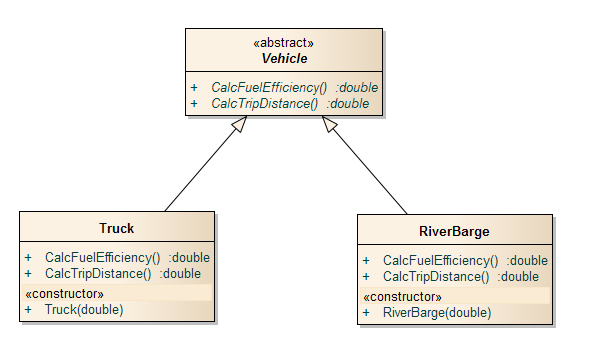 «abstract»
Vehicle
+ CalcFuelEfficiency() :double
+ CalcTripDistance() :double
Truck
+ CalcFuelEfficiency() :double
+ CalcTripDistance() :double
«constructor»
+ Truck(double)
RiverBarge
+ CalcFuelEfficiency() :double
+ CalcTripDistance() :double
«constructor»
+ RiverBarge(double)